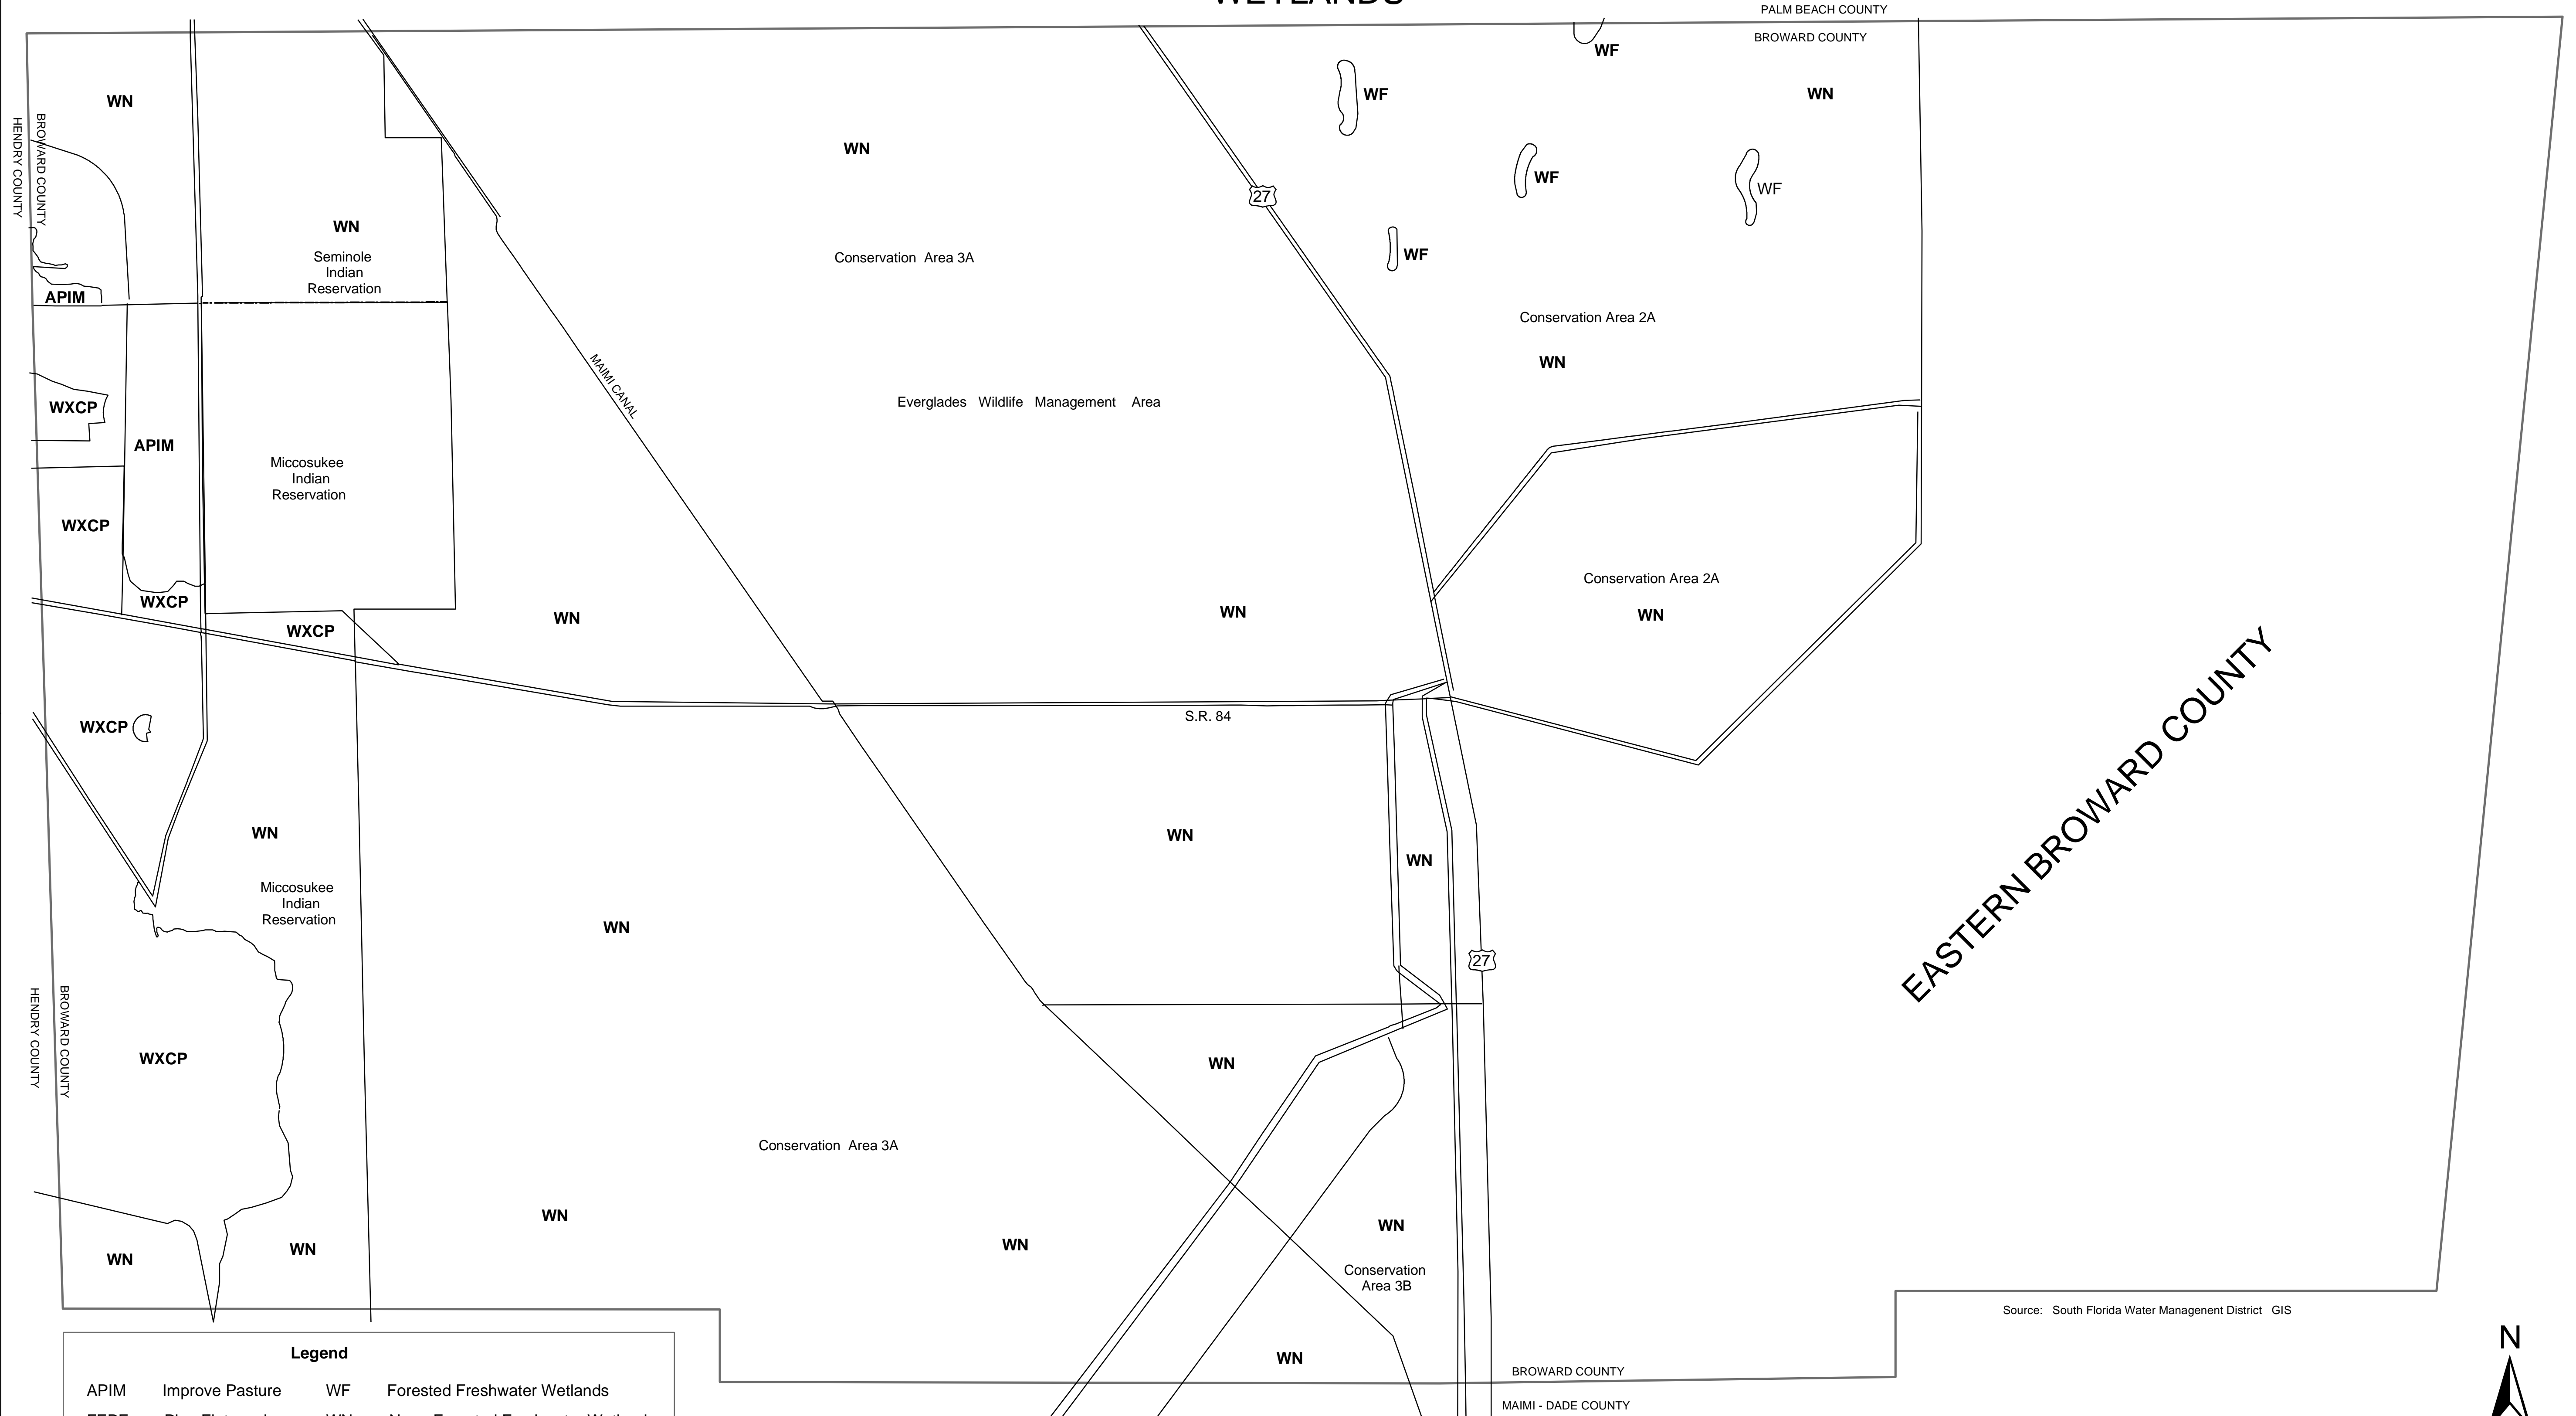 WETLANDS
PALM BEACH COUNTY
BROWARD COUNTY
WF
WF
WN
WN
WN
BROWARD COUNTY
HENDRY COUNTY
WF
WF
27
WN
Seminole
Indian
Reservation
WF
Conservation Area 3A
APIM
Conservation Area 2A
WN
MAIMI CANAL
Everglades Wildlife Management Area
WXCP
APIM
Miccosukee
Indian
Reservation
WXCP
Conservation Area 2A
WN
WXCP
WXCP
WN
WN
S.R. 84
WXCP
EASTERN BROWARD COUNTY
WN
WN
WN
Miccosukee
Indian
Reservation
WN
27
BROWARD COUNTY
HENDRY COUNTY
WXCP
WN
Conservation Area 3A
WN
WN
WN
WN
WN
Conservation
Area 3B
WN
Source: South Florida Water Managenent District GIS
N
BROWARD COUNTY
MAIMI - DADE COUNTY
Legend
APIM Improve Pasture WF Forested Freshwater Wetlands